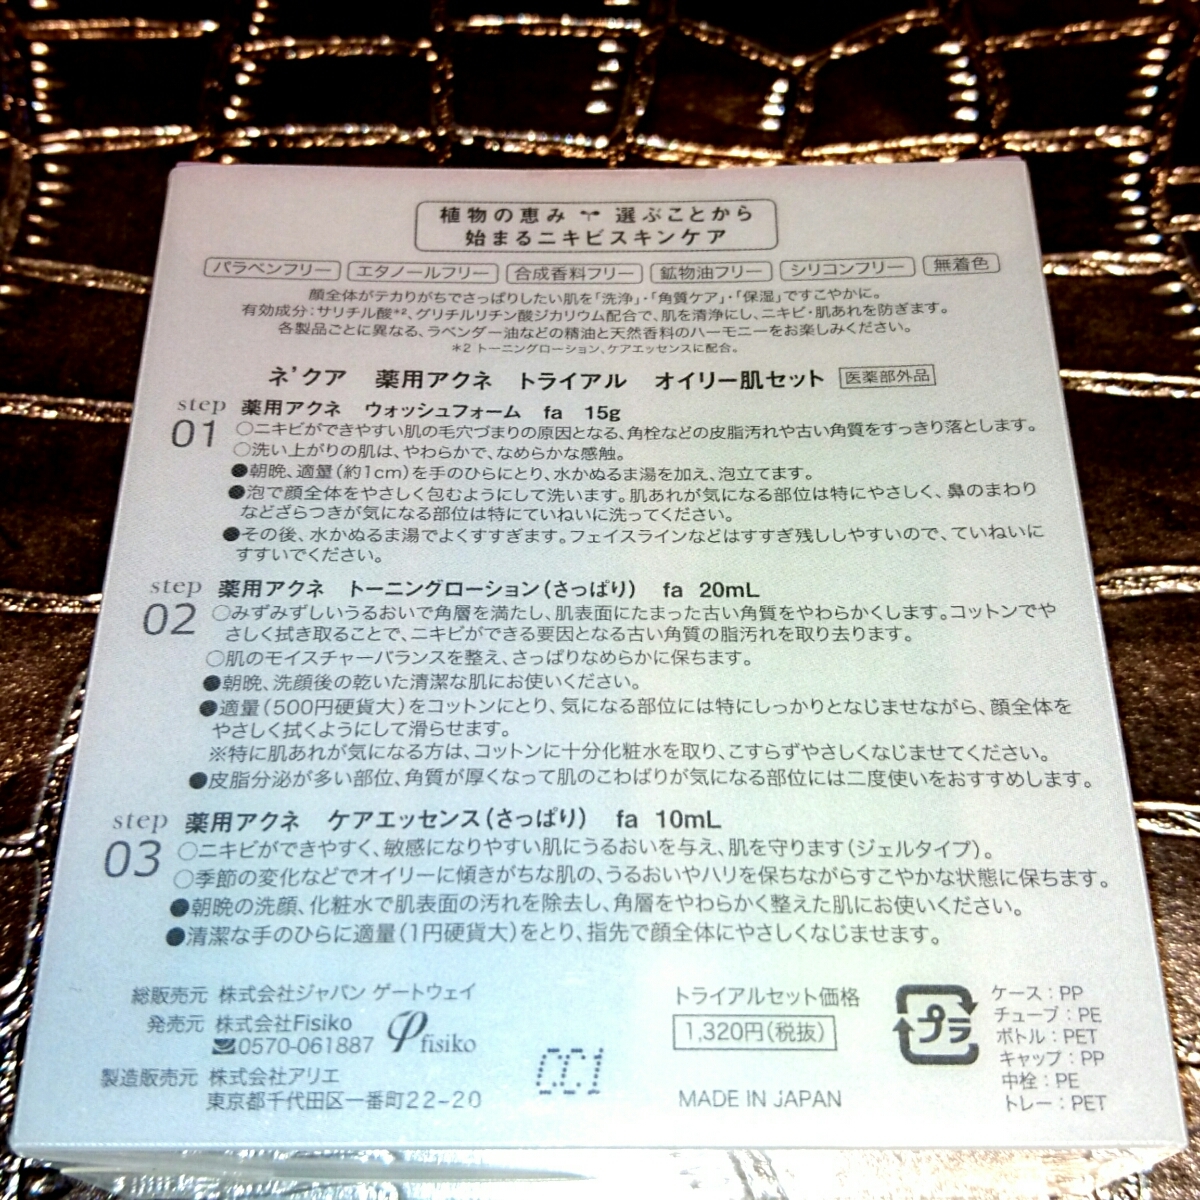 植物の恵み 選ぶことから
始まるニキビスキンケア
パラベンフリー エタノールフリー 合成香料フリー 鉱物油フリー シリコンフリー 無着色
顔全体がテカりがちでさっぱりしたい肌を「洗浄」・「角質ケア」・「保湿」ですこやかに。
有効成分：サリチル酸*2、グリチルリチン酸ジカリウム配合で、肌を清浄にし、ニキビ・肌あれを防ぎます。
各製品ごとに異なる、ラベンダー油などの精油と天然香料のハーモニーをお楽しみください。
*2 トーニングローション、ケアエッセンスに配合。
ネ’クア 薬用アクネ トライアル オイリー肌セット 医薬部外品
step 01 薬用アクネ ウォッシュフォーム fa 15g
○ニキビができやすい肌の毛穴づまりの原因となる、角栓などの皮脂汚れや古い角質をすっきり落とします。
○洗い上がりの肌は、やわらかで、なめらかな感触。
●朝晩、適量（約1cm）を手のひらにとり、水かぬるま湯を加え、泡立てます。
●泡で顔全体をやさしく包むようにして洗います。肌あれが気になる部位は特にやさしく、鼻のまわり
などざらつきが気になる部位は特にていねいに洗ってください。
●その後、水かぬるま湯でよくすすぎます。フェイスラインなどはすすぎ残ししやすいので、ていねいに
すすいでください。
step 02 薬用アクネ トーニングローション（さっぱり） fa 20mL
○みずみずしいうるおいで角層を満たし、肌表面にたまった古い角質をやわらかくします。コットンでや
さしく拭き取ることで、ニキビができる要因となる古い角質の脂汚れを取り去ります。
○肌のモイスチャーバランスを整え、さっぱりなめらかに保ちます。
●朝晩、洗顔後の乾いた清潔な肌にお使いください。
●適量（500円硬貨大）をコットンにとり、気になる部位には特にしっかりとなじませながら、顔全体を
やさしく拭くようにして滑らせます。
※特に肌あれが気になる方は、コットンに十分化粧水を取り、こすらずやさしくなじませてください。
●皮脂分泌が多い部位、角質が厚くなって肌のこわばりが気になる部位には二度使いをおすすめします。
step 03 薬用アクネ ケアエッセンス（さっぱり） fa 10mL
○ニキビができやすく、敏感になりやすい肌にうるおいを与え、肌を守ります（ジェルタイプ）。
○季節の変化などでオイリーに傾きがちな肌の、うるおいやハリを保ちながらすこやかな状態に保ちます。
●朝晩の洗顔、化粧水で肌表面の汚れを除去し、角層をやわらかく整えた肌にお使いください。
●清潔な手のひらに適量（1円硬貨大）をとり、指先で顔全体にやさしくなじませます。
総販売元 株式会社ジャパン ゲートウェイ
発売元 株式会社Fisiko
0570-061887
fisiko
製造販売元 株式会社アリエ
東京都千代田区一番町22-20
CC1
トライアルセット価格
1,320円（税抜）
MADE IN JAPAN
プラ
ケース：PP
チューブ：PE
ボトル：PET
キャップ：PP
中栓：PE
トレー：PET